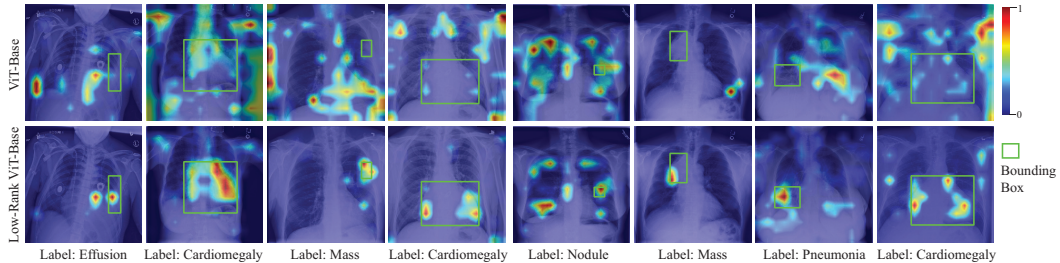 ViT-Base
Low-Rank ViT-Base
1
0
Bounding
Box
Label: Effusion
Label: Cardiomegaly
Label: Mass
Label: Cardiomegaly
Label: Nodule
Label: Mass
Label: Pneumonia
Label: Cardiomegaly